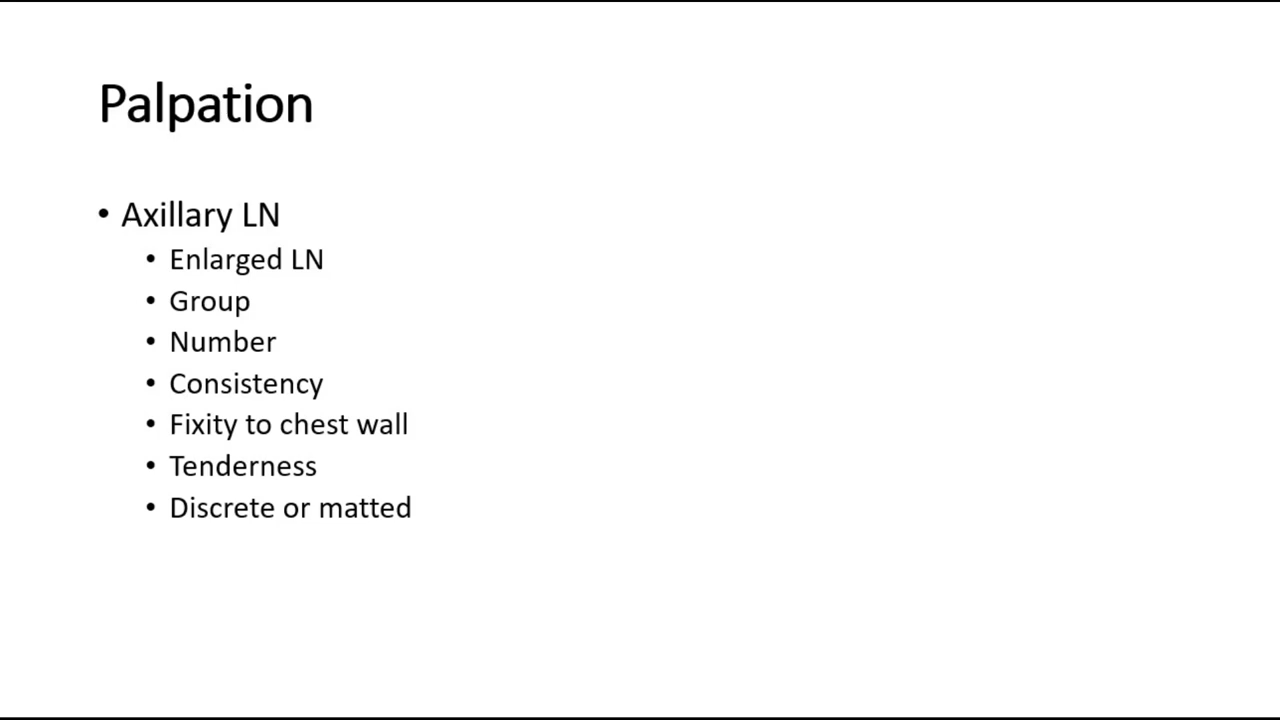 Palpation
• Axillary LN
• Enlarged LN
• Group
• Number
• Consistency
• Fixity to chest wall
• Tenderness
• Discrete or matted